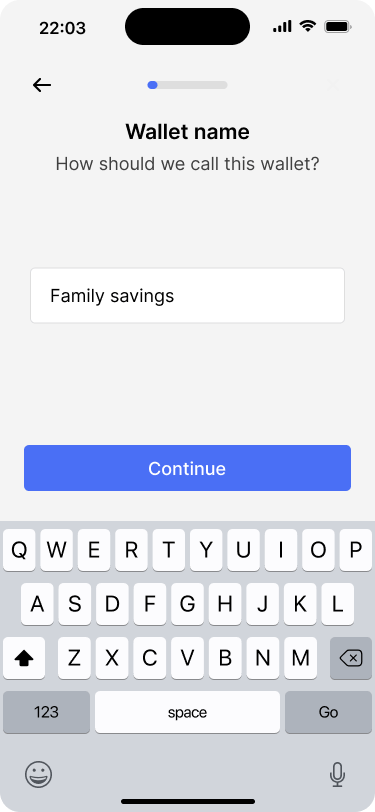 22:03
Wallet name
How should we call this wallet?
Family savings
Continue
Q W E R T Y U I O P
A S D F G H J K L
Z X C V B N M
123 space Go